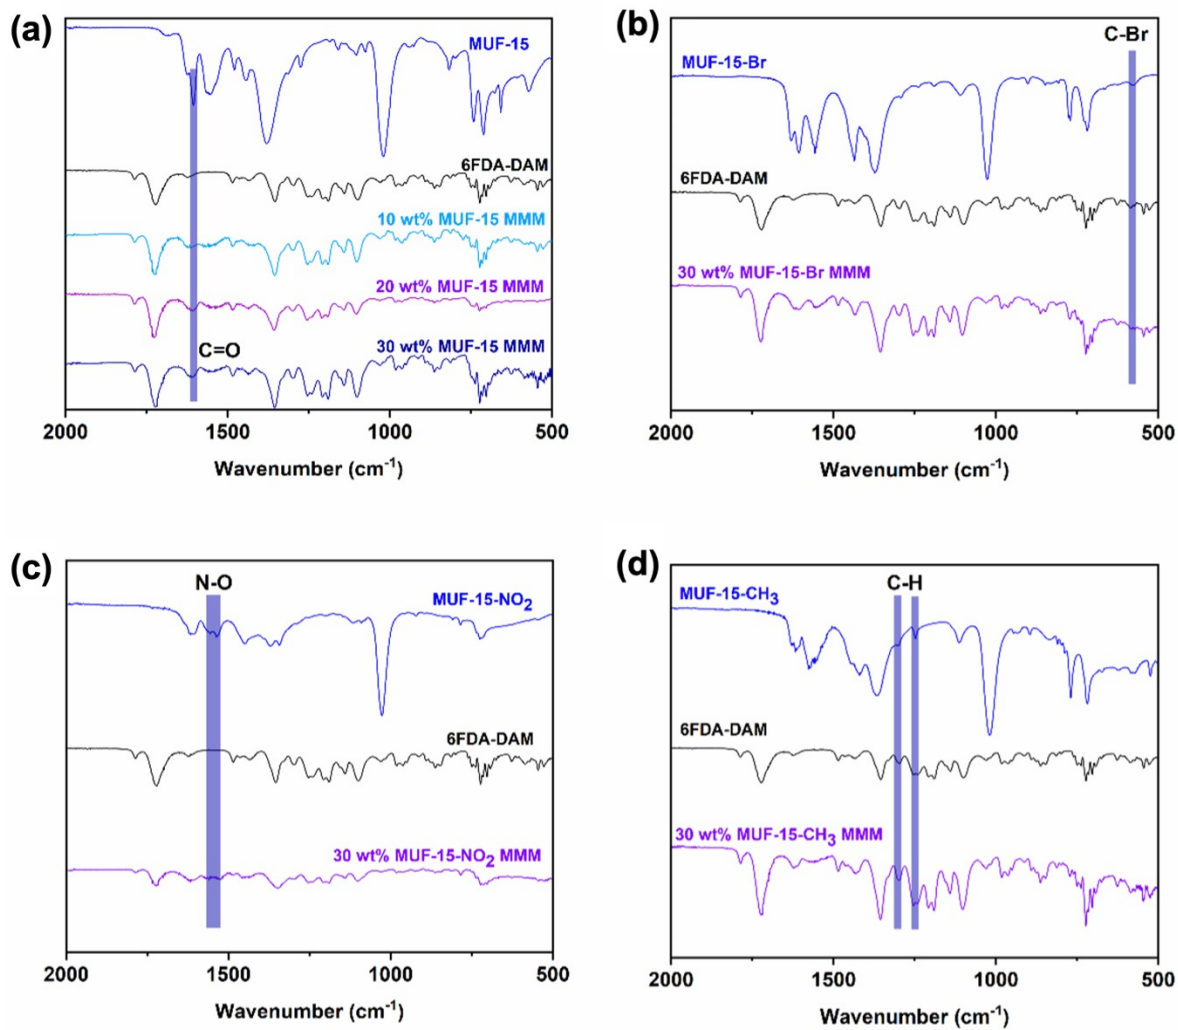 (a)
MUF-15
6FDA-DAM
10 wt% MUF-15 MMM
20 wt% MUF-15 MMM
30 wt% MUF-15 MMM
C=O
2000 1500 1000 500
Wavenumber (cm⁻¹)
(b)
C-Br
MUF-15-Br
6FDA-DAM
30 wt% MUF-15-Br MMM
2000 1500 1000 500
Wavenumber (cm⁻¹)
(c)
N-O
MUF-15-NO₂
6FDA-DAM
30 wt% MUF-15-NO₂ MMM
2000 1500 1000 500
Wavenumber (cm⁻¹)
(d)
C-H
MUF-15-CH₃
6FDA-DAM
30 wt% MUF-15-CH₃ MMM
2000 1500 1000 500
Wavenumber (cm⁻¹)